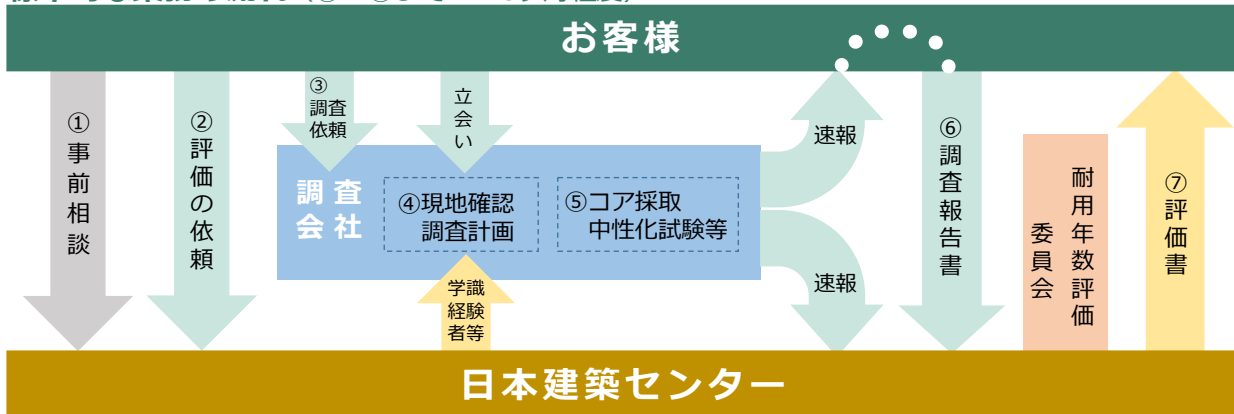 お客様
①事前相談
②評価の依頼
③
調査
依頼
立会い
調査
会社
④現地確認
調査計画
⑤コア採取
中性化試験等
学識
経験
者等
速報
速報
⑥調査報告書
耐用年数評価
委員会
⑦評価書
日本建築センター